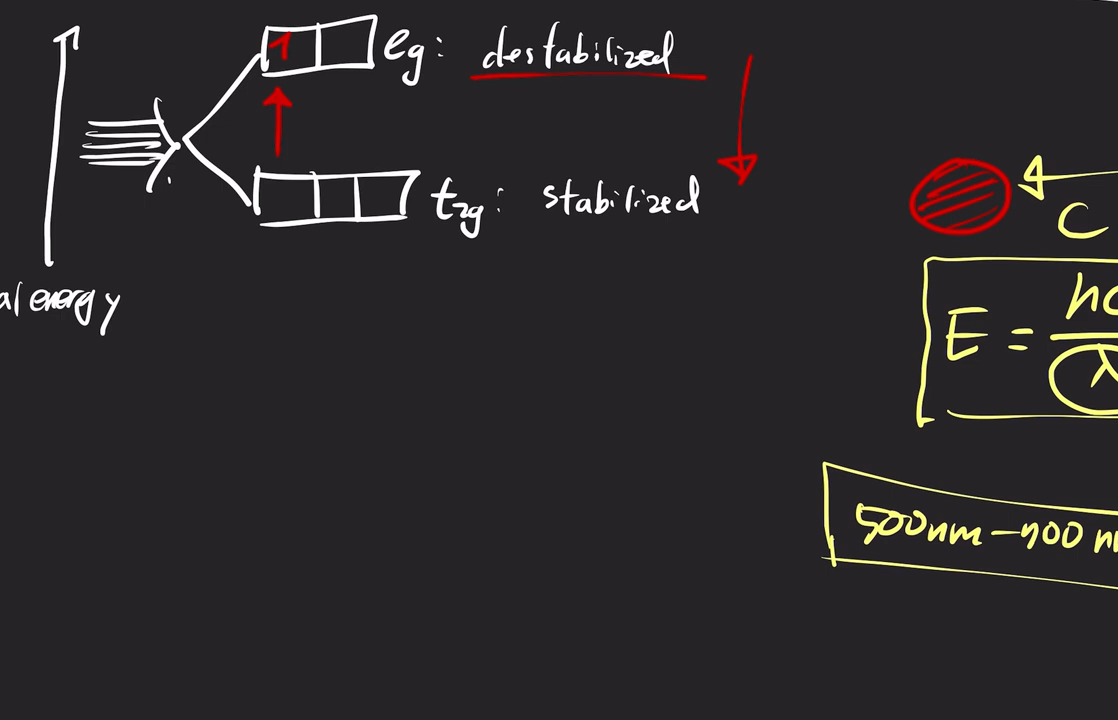 eg: destabilized
t2g: stabilized
al energy
C
E = hc
λ
500nm – 700 n